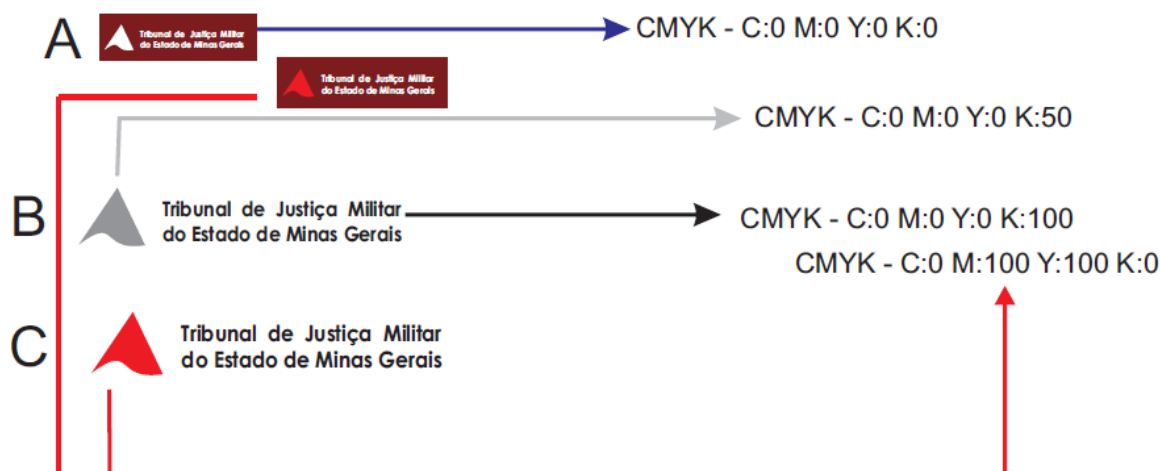 A
Tribunal de Justiça Militar
do Estado de Minas Gerais
CMYK - C:0 M:0 Y:0 K:0
Tribunal de Justiça Militar
do Estado de Minas Gerais
CMYK - C:0 M:0 Y:0 K:50
B
Tribunal de Justiça Militar
do Estado de Minas Gerais
CMYK - C:0 M:0 Y:0 K:100
CMYK - C:0 M:100 Y:100 K:0
C
Tribunal de Justiça Militar
do Estado de Minas Gerais